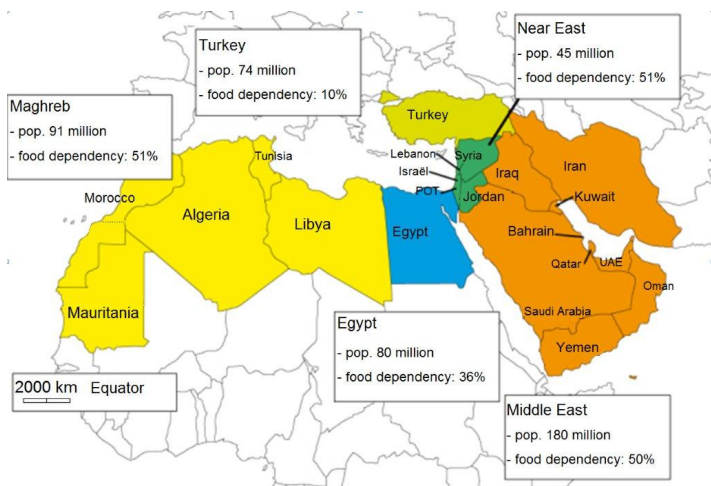 Near East
- pop. 45 million
- food dependency: 51%
Turkey
- pop. 74 million
- food dependency: 10%
Maghreb
- pop. 91 million
- food dependency: 51%
Turkey
Tunisia
Lebanon
Syria
Israël
POT
Jordan
Iraq
Iran
Kuwait
Morocco
Algeria
Libya
Egypt
Bahrain
Qatar
UAE
Oman
Saudi Arabia
Yemen
Mauritania
Egypt
- pop. 80 million
- food dependency: 36%
2000 km Equator
Middle East
- pop. 180 million
- food dependency: 50%